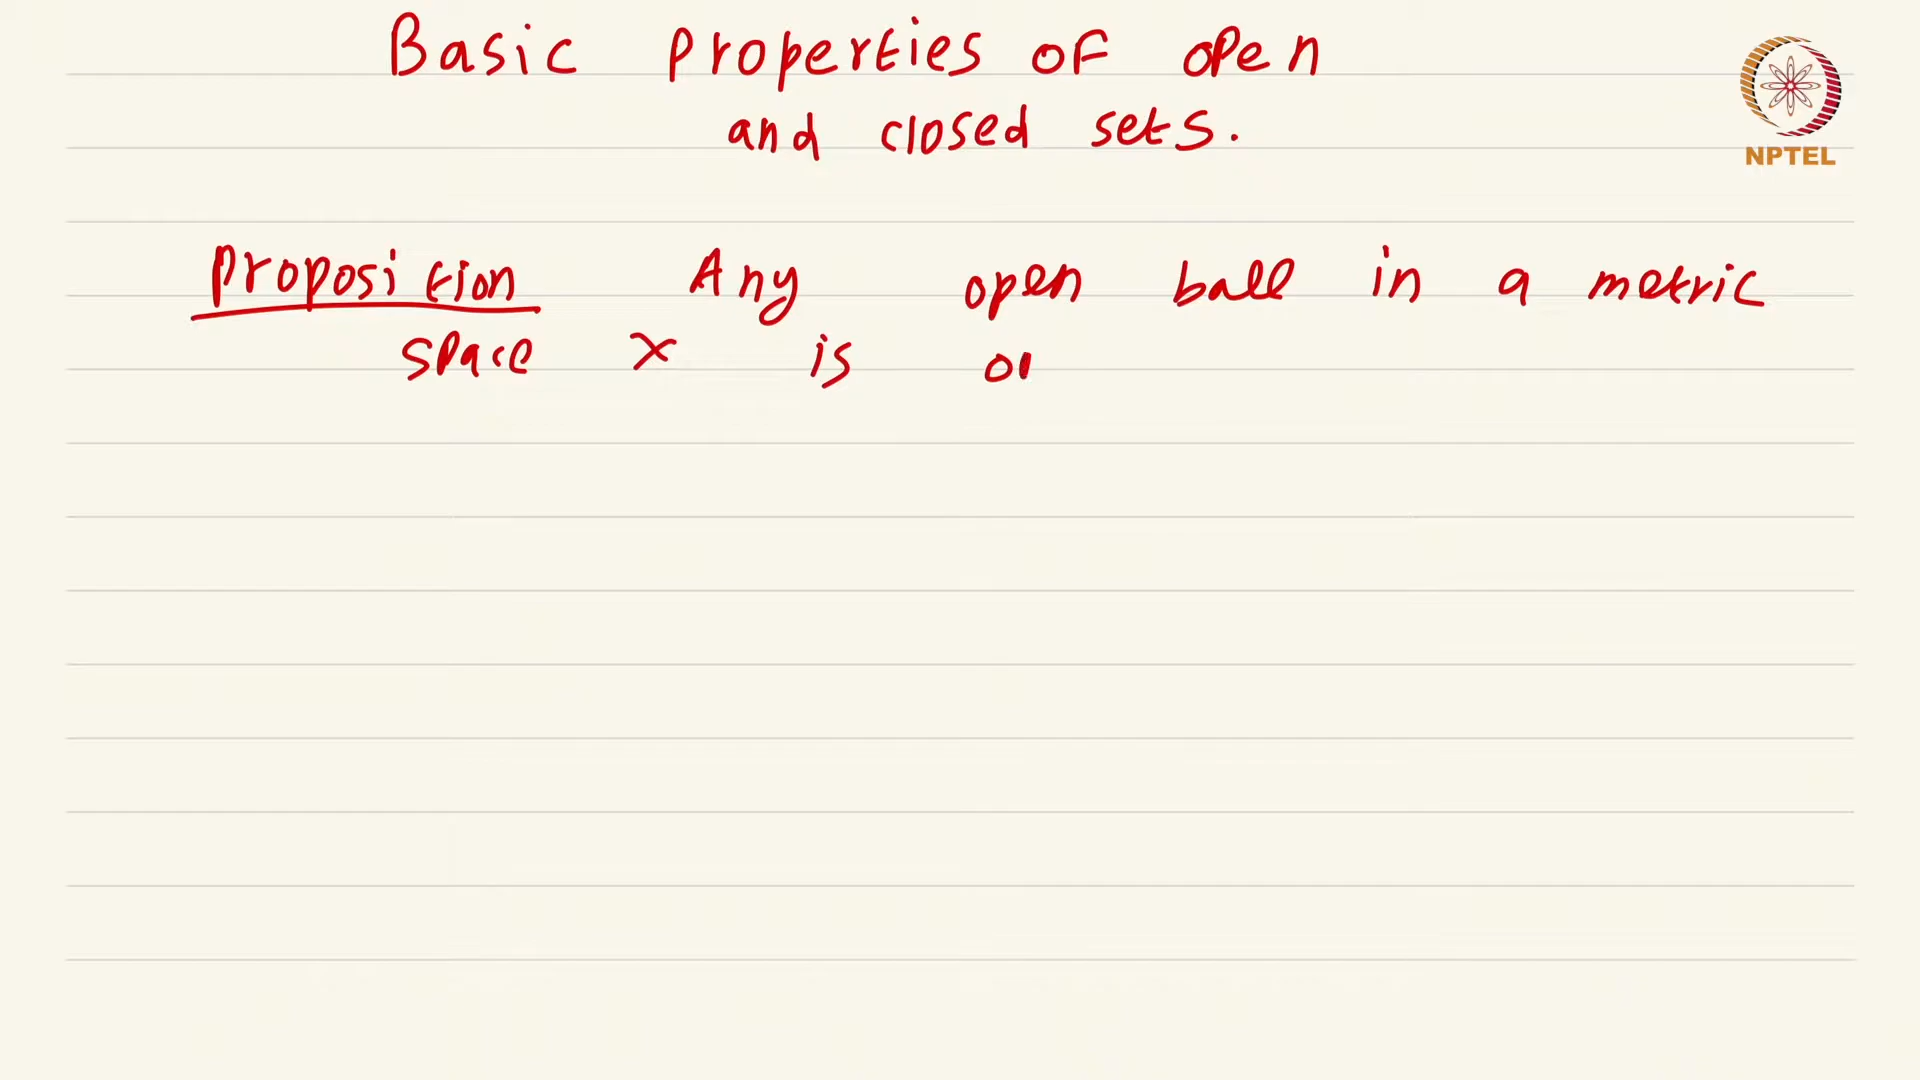 Basic properties of open
and closed sets.
NPTEL
Proposition Any open ball in a metric
space X is